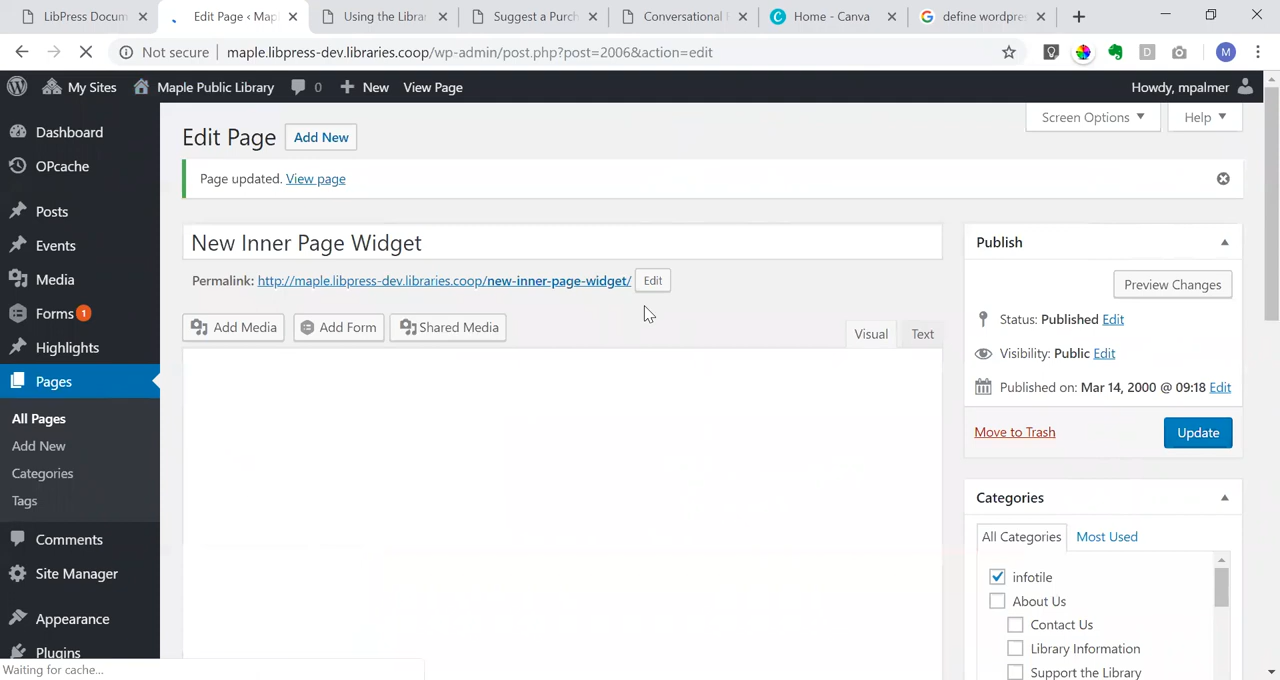 LibPress Docum
Edit Page ‹ Map
Using the Librar
Suggest a Purch
Conversational
Home - Canva
define wordpre
Not secure
maple.libpress-dev.libraries.coop/wp-admin/post.php?post=2006&action=edit
D
M
My Sites
Maple Public Library
0
New
View Page
Howdy, mpalmer
Dashboard
OPcache
Posts
Events
Media
Forms 1
Highlights
Pages
All Pages
Add New
Categories
Tags
Comments
Site Manager
Appearance
Plugins
Waiting for cache...
Screen Options
Help
Edit Page
Add New
Page updated. View page
New Inner Page Widget
Permalink: http://maple.libpress-dev.libraries.coop/new-inner-page-widget/ Edit
Add Media
Add Form
Shared Media
Visual
Text
Publish
Preview Changes
Status: Published Edit
Visibility: Public Edit
Published on: Mar 14, 2000 @ 09:18 Edit
Move to Trash
Update
Categories
All Categories
Most Used
infotile
About Us
Contact Us
Library Information
Support the Library